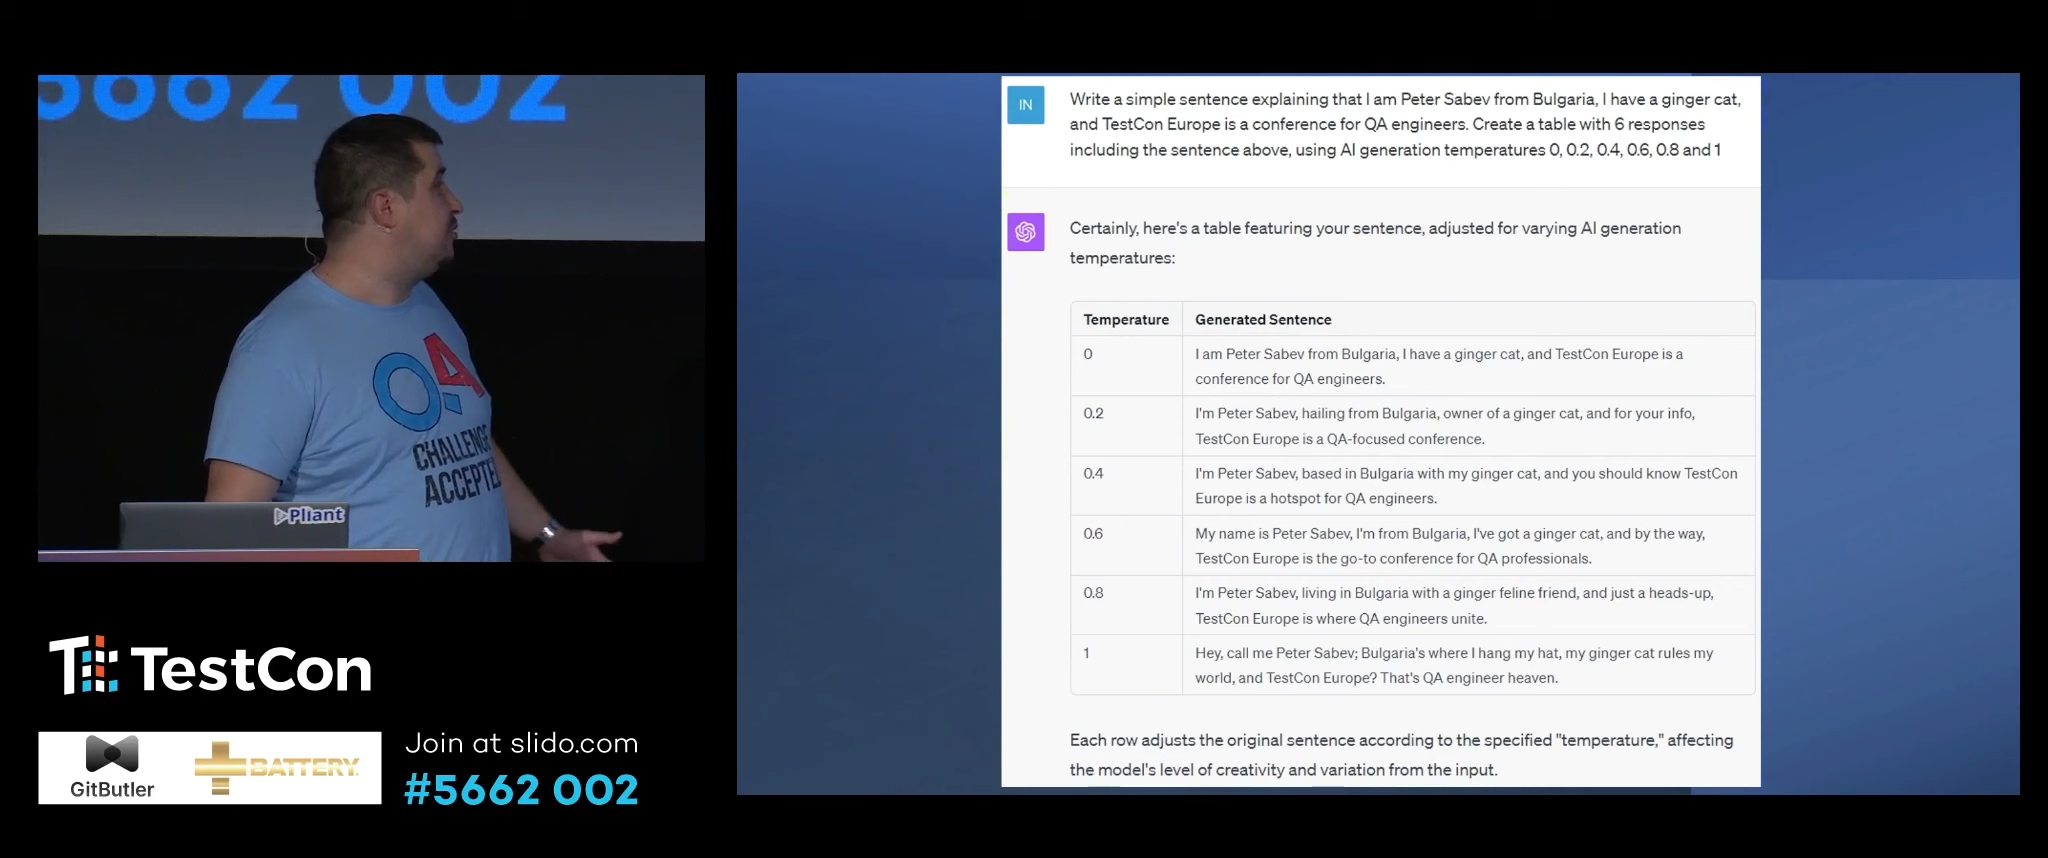 5662 002
QA
CHALLENGE
ACCEPTED
Pliant
TestCon
GitButler
BATTERY
Join at slido.com
#5662 002
IN
Write a simple sentence explaining that I am Peter Sabev from Bulgaria, I have a ginger cat,
and TestCon Europe is a conference for QA engineers. Create a table with 6 responses
including the sentence above, using AI generation temperatures 0, 0.2, 0.4, 0.6, 0.8 and 1
Certainly, here's a table featuring your sentence, adjusted for varying AI generation
temperatures:
Temperature Generated Sentence
0 I am Peter Sabev from Bulgaria, I have a ginger cat, and TestCon Europe is a
conference for QA engineers.
0.2 I'm Peter Sabev, hailing from Bulgaria, owner of a ginger cat, and for your info,
TestCon Europe is a QA-focused conference.
0.4 I'm Peter Sabev, based in Bulgaria with my ginger cat, and you should know TestCon
Europe is a hotspot for QA engineers.
0.6 My name is Peter Sabev, I'm from Bulgaria, I've got a ginger cat, and by the way,
TestCon Europe is the go-to conference for QA professionals.
0.8 I'm Peter Sabev, living in Bulgaria with a ginger feline friend, and just a heads-up,
TestCon Europe is where QA engineers unite.
1 Hey, call me Peter Sabev; Bulgaria's where I hang my hat, my ginger cat rules my
world, and TestCon Europe? That's QA engineer heaven.
Each row adjusts the original sentence according to the specified "temperature," affecting
the model's level of creativity and variation from the input.